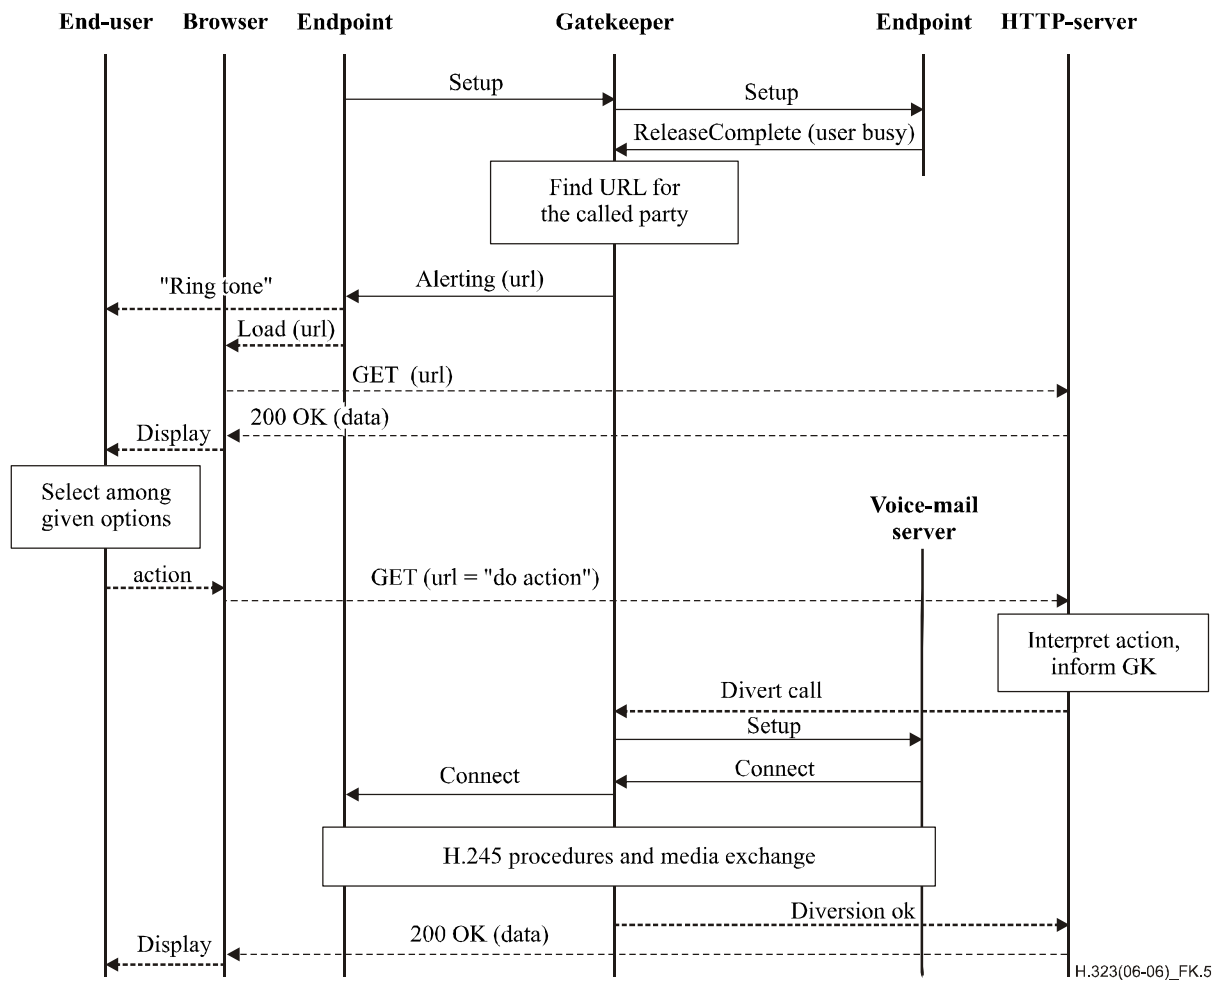 End-user Browser Endpoint Gatekeeper Endpoint HTTP-server
Setup
Setup
ReleaseComplete (user busy)
Find URL for
the called party
Alerting (url)
"Ring tone"
Load (url)
GET (url)
200 OK (data)
Display
Select among
given options
Voice-mail
server
action
GET (url = "do action")
Interpret action,
inform GK
Divert call
Setup
Connect
Connect
H.245 procedures and media exchange
Diversion ok
200 OK (data)
Display
H.323(06-06)_FK.5